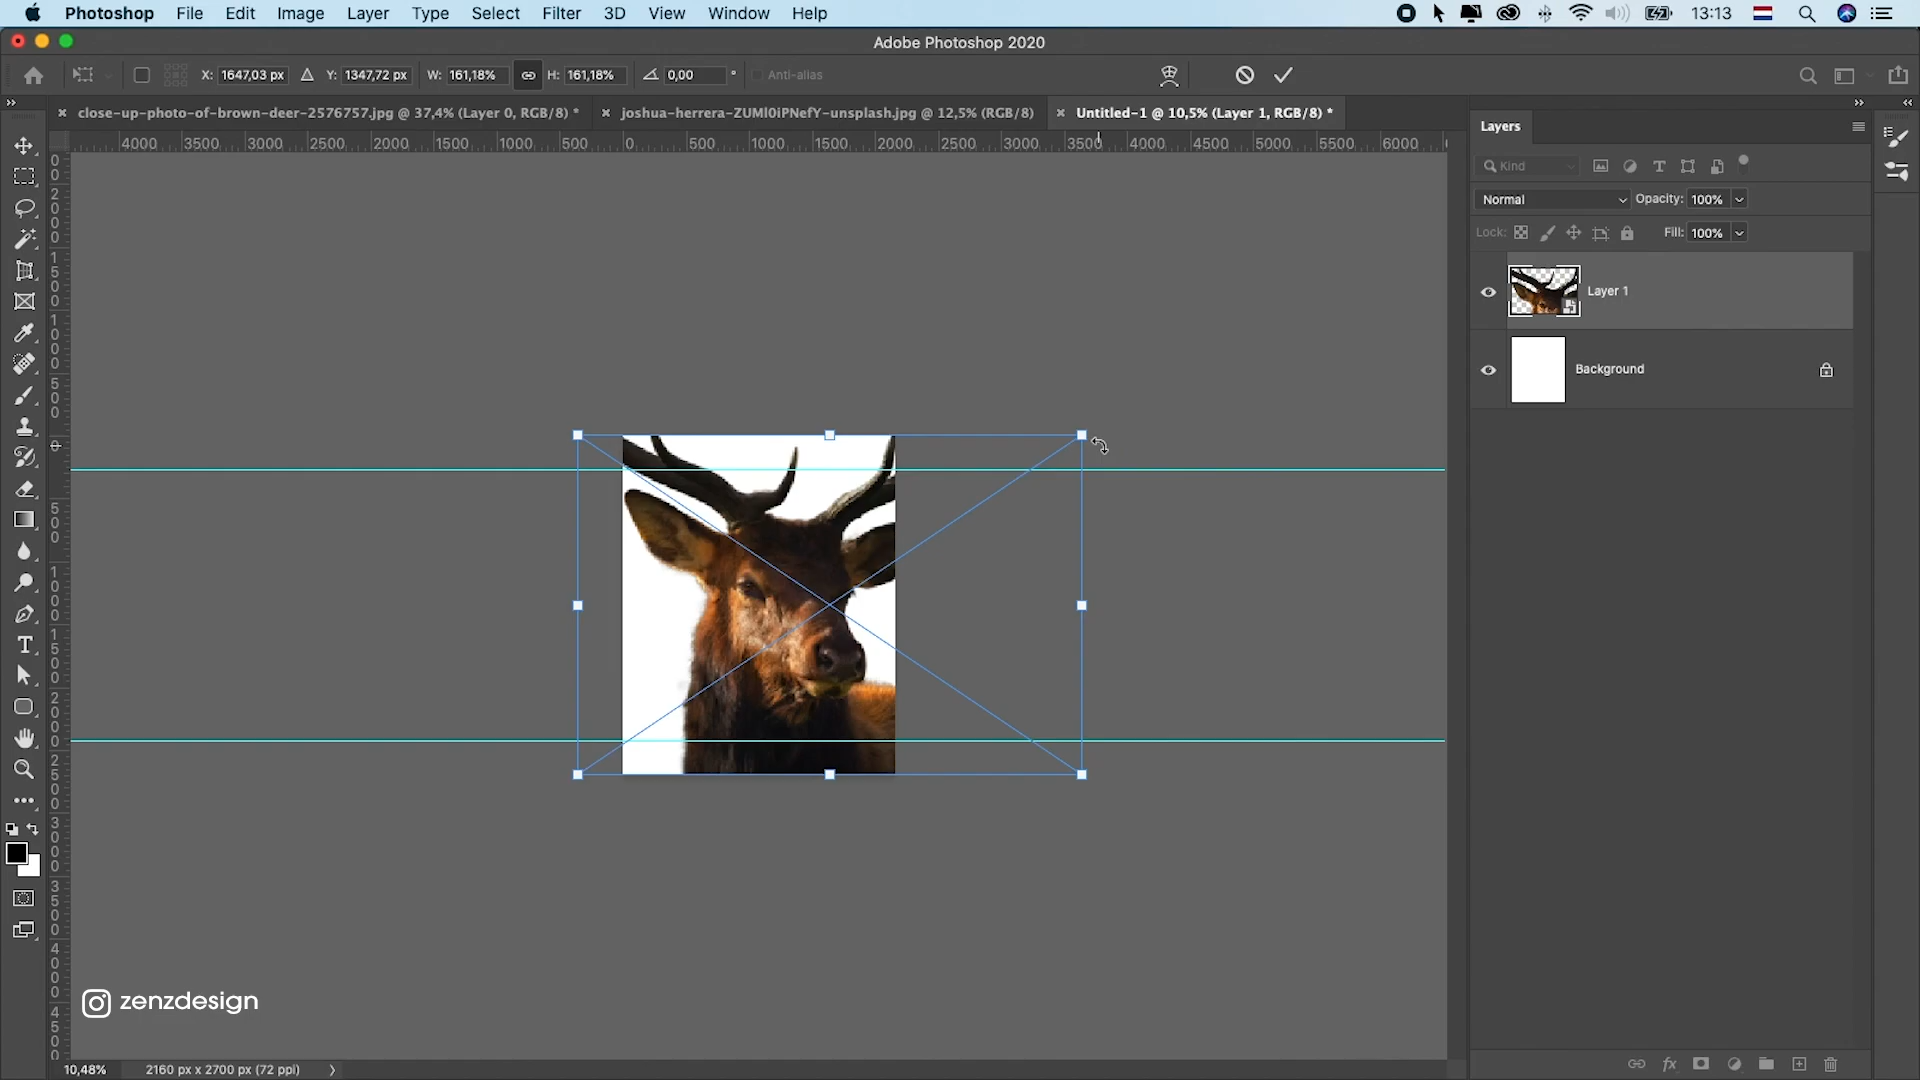 Photoshop File Edit Image Layer Type Select Filter 3D View Window Help 13:13
Adobe Photoshop 2020
X: 1647,03 px Y: 1347,72 px W: 161,18% H: 161,18% 0,00 ° Anti-alias
close-up-photo-of-brown-deer-2576757.jpg @ 37,4% (Layer 0, RGB/8) * joshua-herrera-ZUMl0iPNefY-unsplash.jpg @ 12,5% (RGB/8) Untitled-1 @ 10,5% (Layer 1, RGB/8) *
4000 3500 3000 2500 2000 1500 1000 500 0 500 1000 1500 2000 2500 3000 3500 4000 4500 5000 5500 6000
Layers
Kind
Normal Opacity: 100%
Lock: Fill: 100%
Layer 1
Background
zenzdesign
10,48% 2160 px x 2700 px (72 ppi)